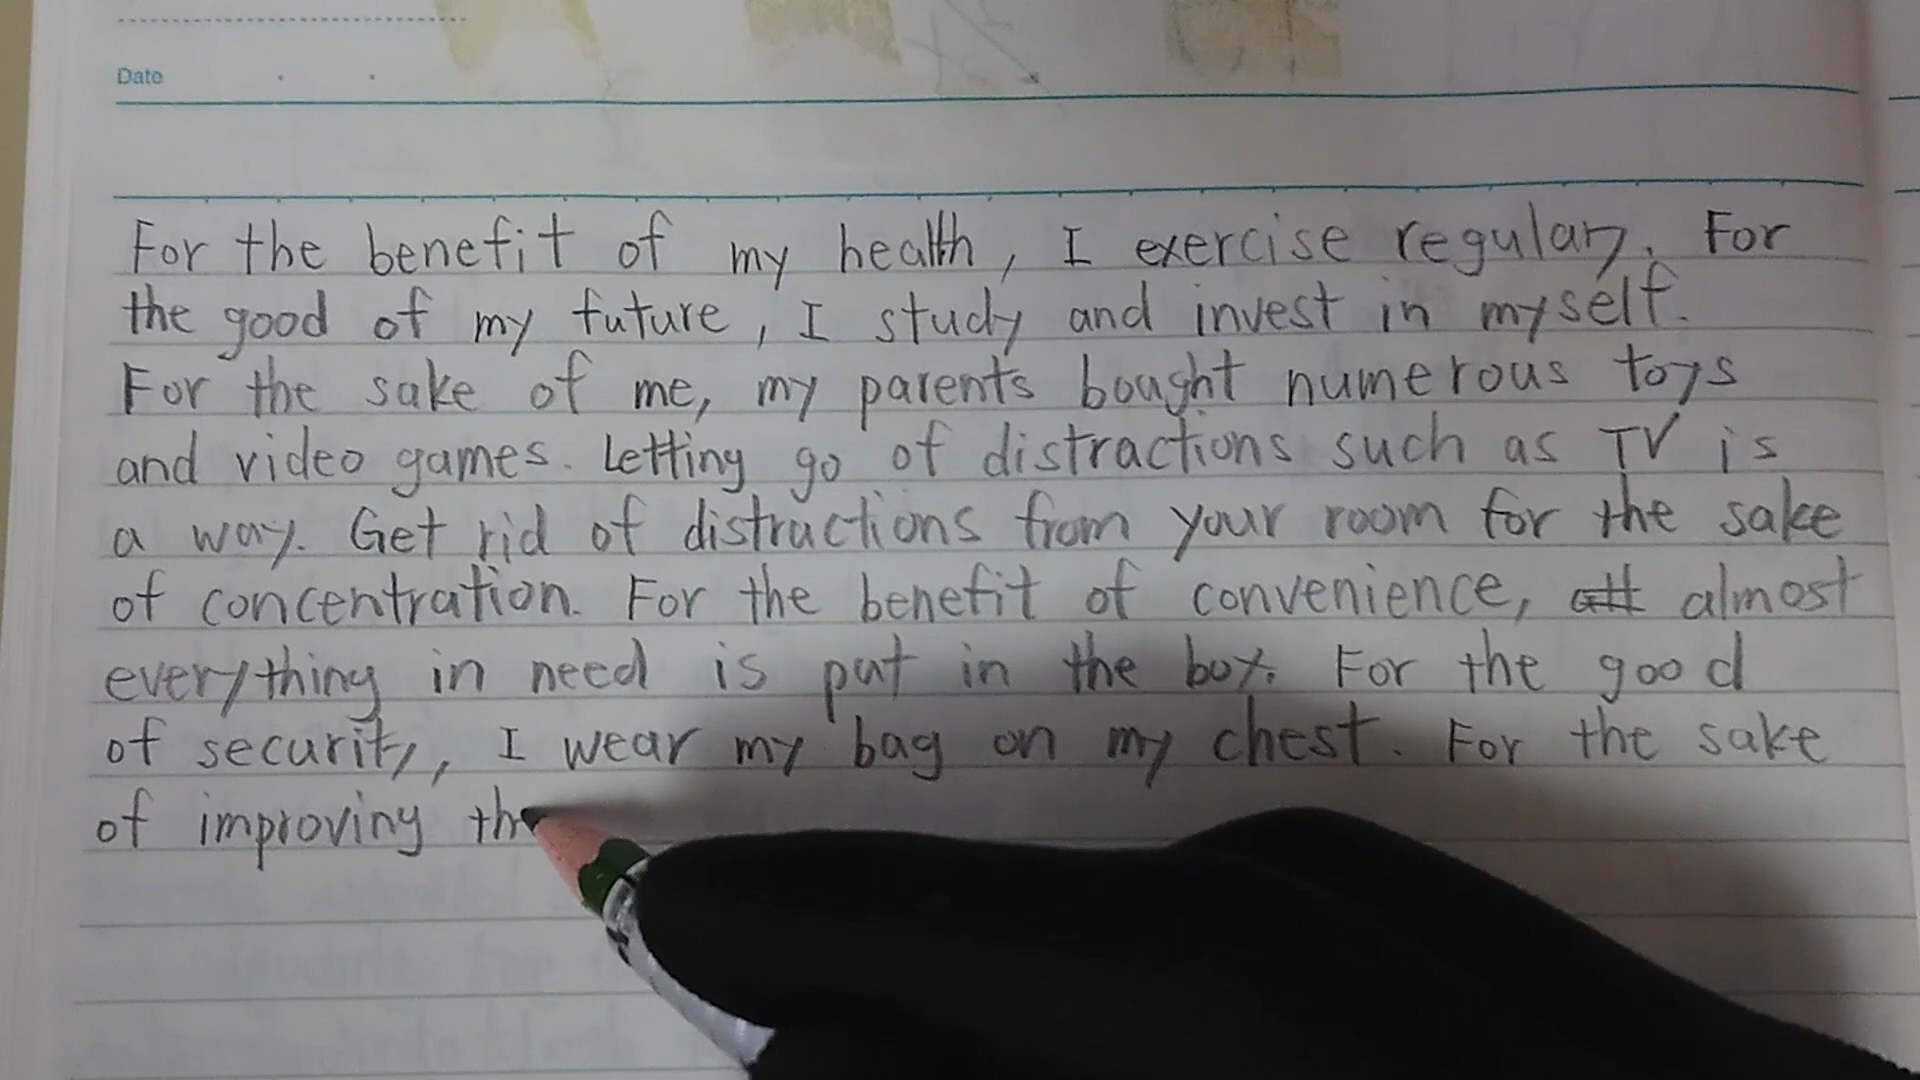 Date
For the benefit of my health, I exercise regulary. For
the good of my future, I study and invest in myself.
For the sake of me, my parents bought numerous toys
and video games. Letting go of distractions such as TV is
a way. Get rid of distractions from your room for the sake
of concentration. For the benefit of convenience, almost
everything in need is put in the box. For the good
of security, I wear my bag on my chest. For the sake
of improving th